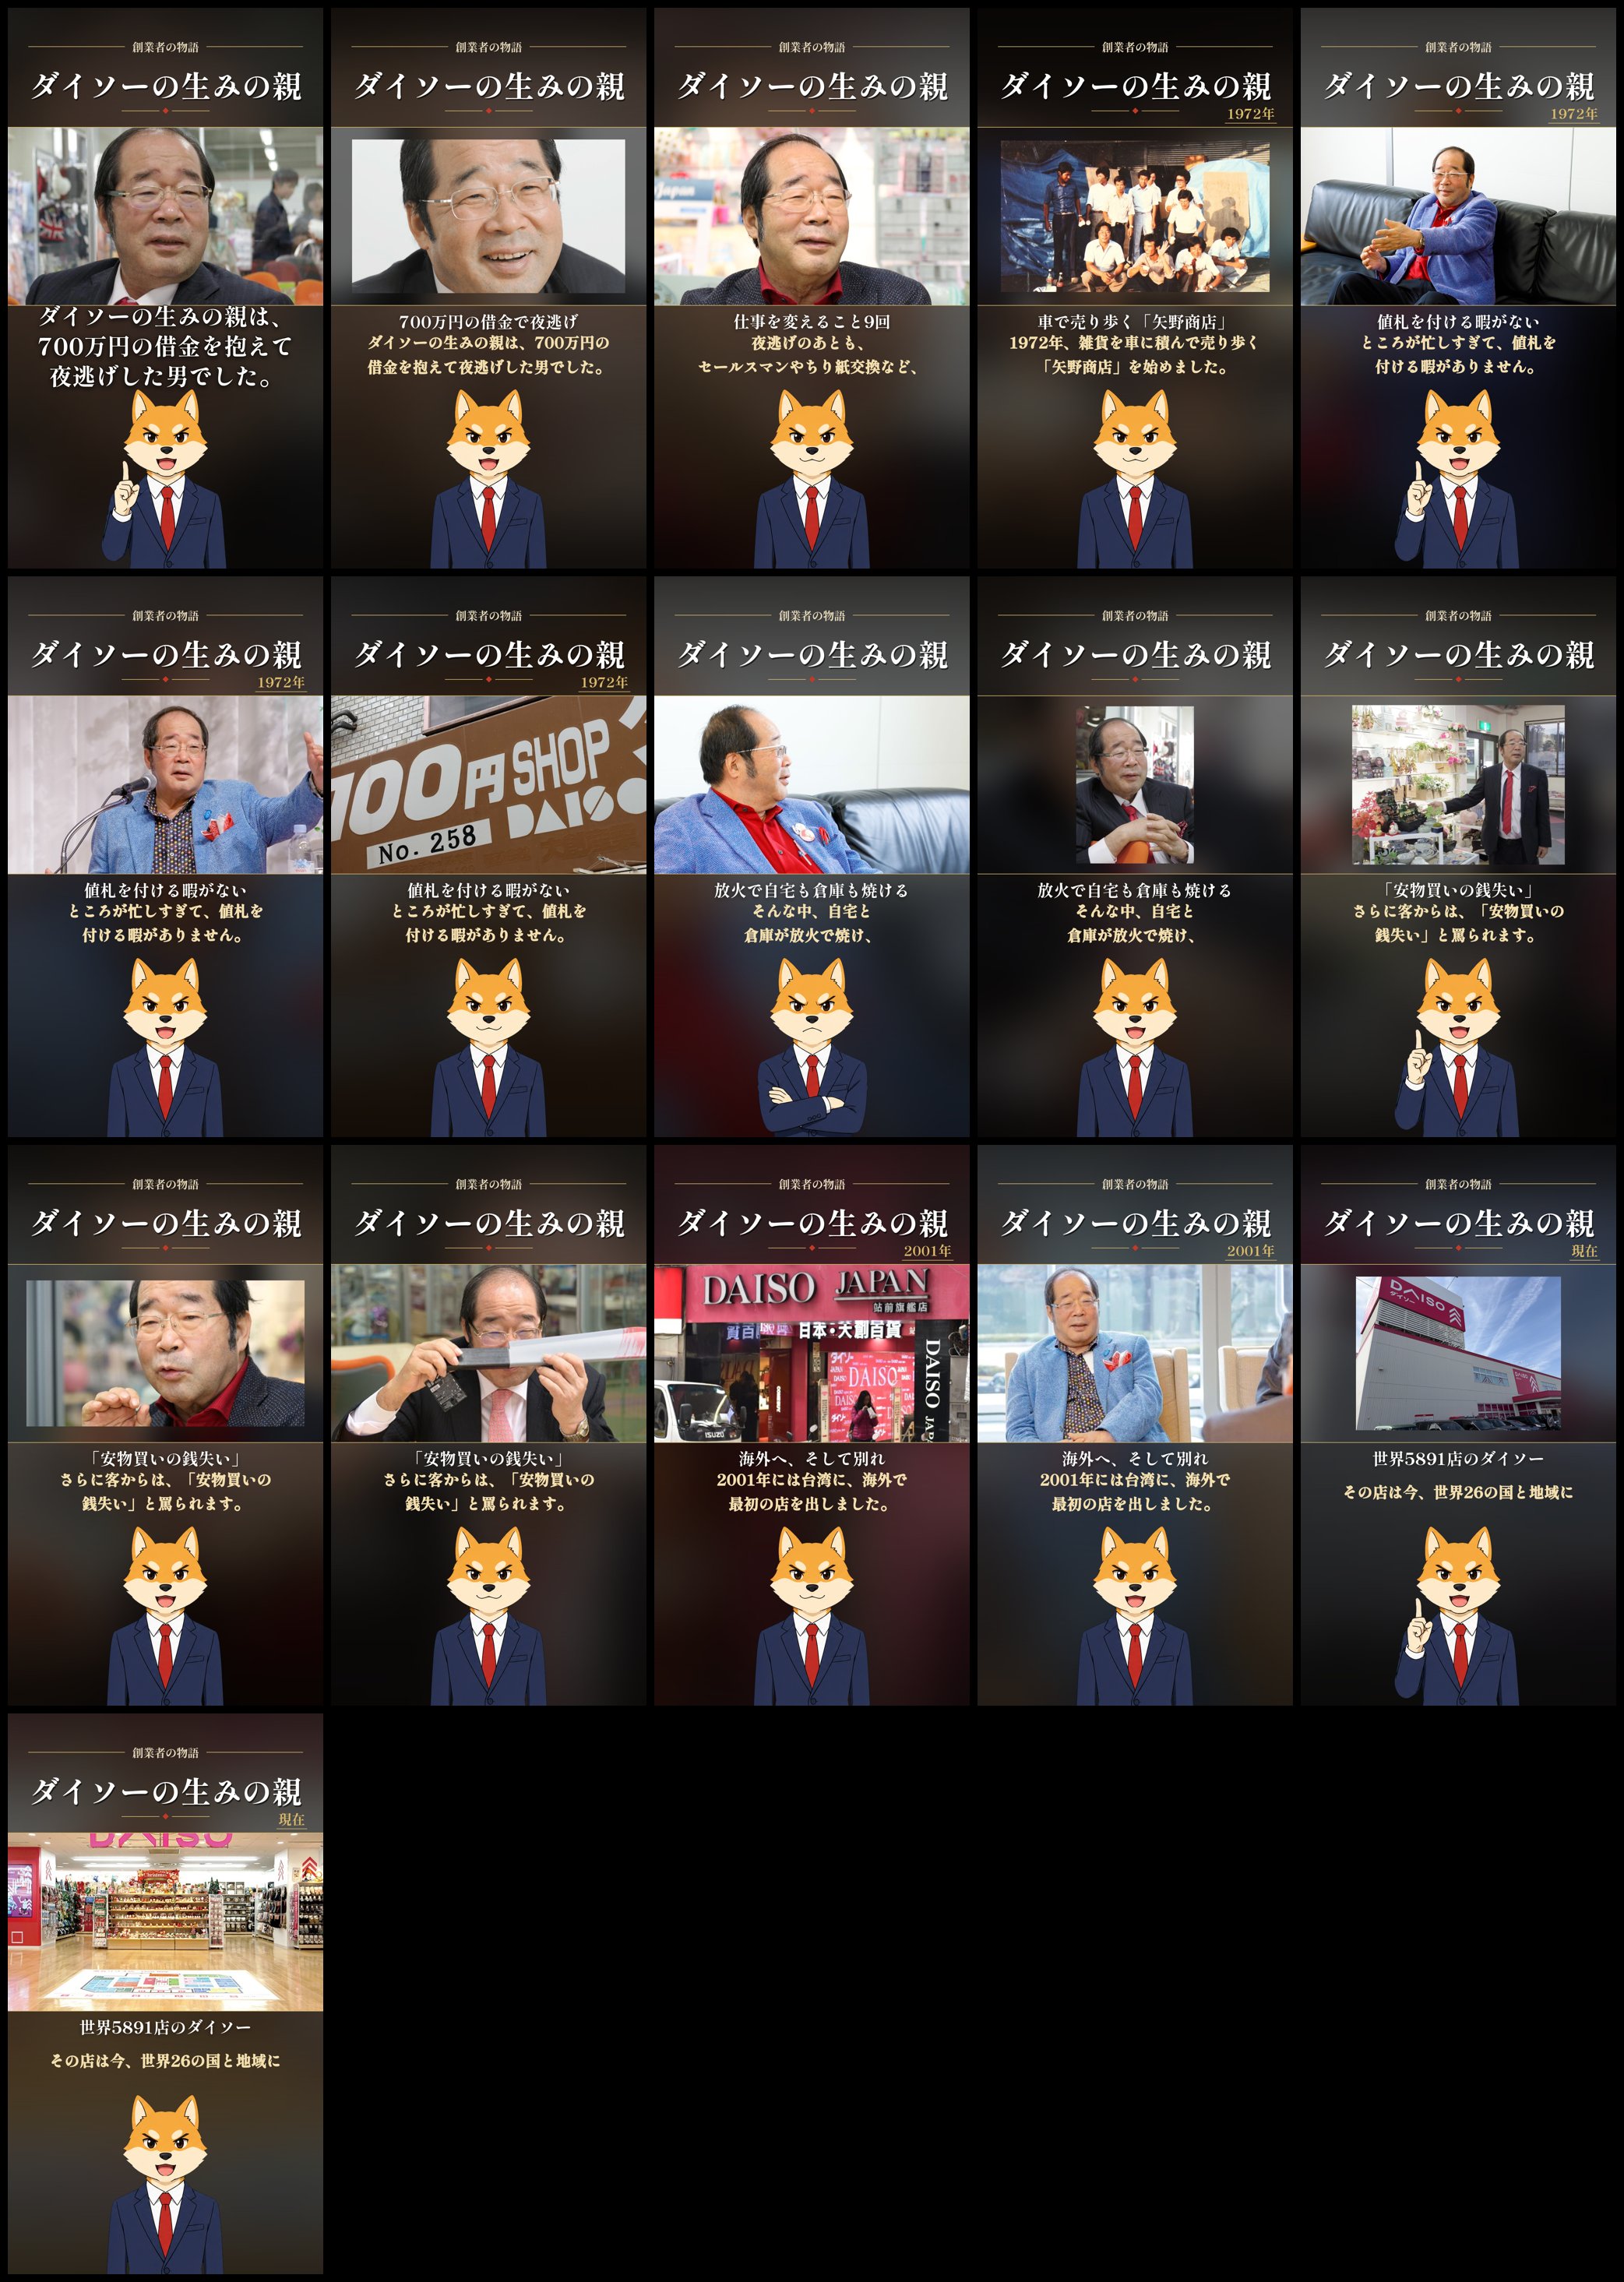 創業者の物語
ダイソーの生みの親
ダイソーの生みの親は、
700万円の借金を抱えて
夜逃げした男でした。
創業者の物語
ダイソーの生みの親
700万円の借金で夜逃げ
ダイソーの生みの親は、700万円の
借金を抱えて夜逃げした男でした。
創業者の物語
ダイソーの生みの親
Japan
仕事を変えること9回
夜逃げのあとも、
セールスマンやちり紙交換など、
創業者の物語
ダイソーの生みの親
1972年
車で売り歩く「矢野商店」
1972年、雑貨を車に積んで売り歩く
「矢野商店」を始めました。
創業者の物語
ダイソーの生みの親
1972年
値札を付ける暇がない
ところが忙しすぎて、値札を
付ける暇がありません。
創業者の物語
ダイソーの生みの親
1972年
値札を付ける暇がない
ところが忙しすぎて、値札を
付ける暇がありません。
創業者の物語
ダイソーの生みの親
1972年
100円SHOP
DAISO
No. 258
値札を付ける暇がない
ところが忙しすぎて、値札を
付ける暇がありません。
創業者の物語
ダイソーの生みの親
放火で自宅も倉庫も焼ける
そんな中、自宅と
倉庫が放火で焼け、
創業者の物語
ダイソーの生みの親
放火で自宅も倉庫も焼ける
そんな中、自宅と
倉庫が放火で焼け、
創業者の物語
ダイソーの生みの親
「安物買いの銭失い」
さらに客からは、「安物買いの
銭失い」と罵られます。
創業者の物語
ダイソーの生みの親
「安物買いの銭失い」
さらに客からは、「安物買いの
銭失い」と罵られます。
創業者の物語
ダイソーの生みの親
「安物買いの銭失い」
さらに客からは、「安物買いの
銭失い」と罵られます。
創業者の物語
ダイソーの生みの親
2001年
DAISO JAPAN
站前旗艦店
日本・大創百貨
DAISO
DAISO JAP
ISUZU
海外へ、そして別れ
2001年には台湾に、海外で
最初の店を出しました。
創業者の物語
ダイソーの生みの親
2001年
海外へ、そして別れ
2001年には台湾に、海外で
最初の店を出しました。
創業者の物語
ダイソーの生みの親
現在
DAISO
ダイソー
DAISO
世界5891店のダイソー
その店は今、世界26の国と地域に
創業者の物語
ダイソーの生みの親
現在
DAISO
世界5891店のダイソー
その店は今、世界26の国と地域に